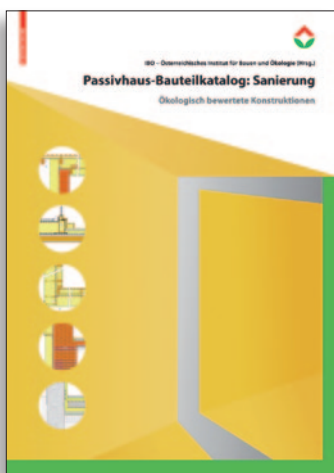 IBO – Österreichisches Institut für Bauen und Ökologie (Hrsg.)
Passivhaus-Bauteilkatalog: Sanierung
Ökologisch bewertete Konstruktionen